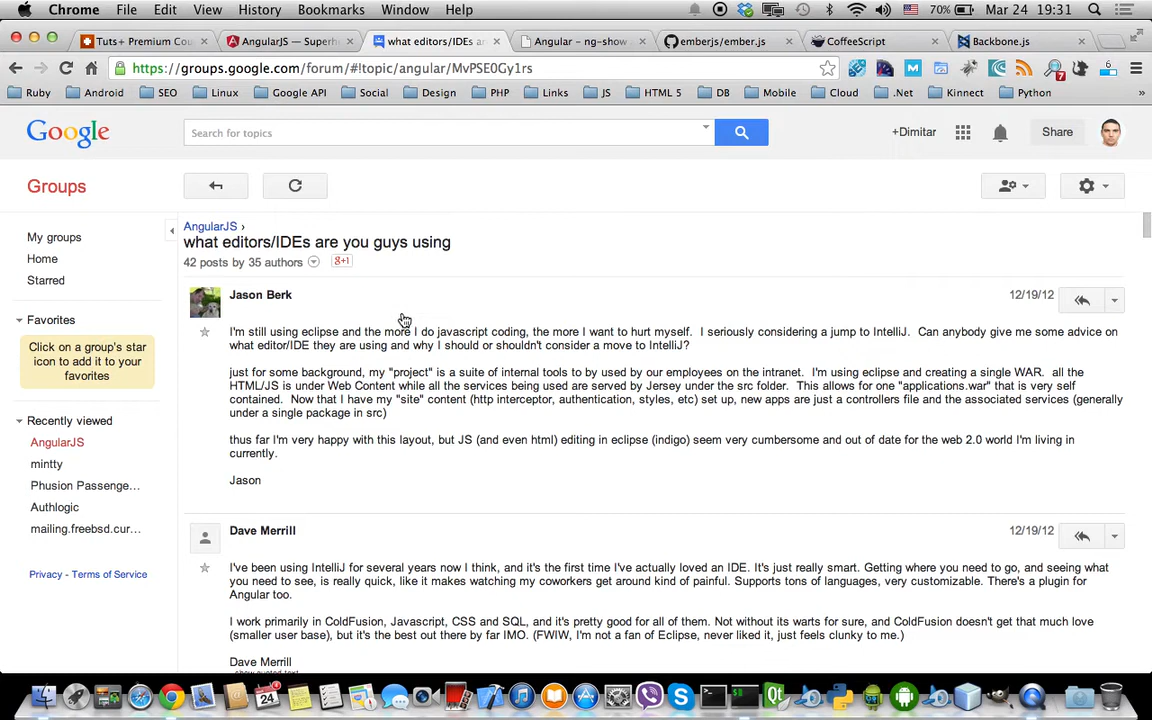 Chrome File Edit View History Bookmarks Window Help 70% Mar 24 19:31
Tuts+ Premium Cou AngularJS — Superh what editors/IDEs are Angular - ng-show emberjs/ember.js CoffeeScript Backbone.js
https://groups.google.com/forum/#!topic/angular/MvPSE0Gy1rs
Ruby Android SEO Linux Google API Social Design PHP Links JS HTML 5 DB Mobile Cloud .Net Kinnect Python »
Google Search for topics +Dimitar Share
Groups
AngularJS ›
what editors/IDEs are you guys using
42 posts by 35 authors g+1
My groups
Home
Starred
Favorites
Click on a group's star
icon to add it to your
favorites
Recently viewed
AngularJS
mintty
Phusion Passenge...
Authlogic
mailing.freebsd.cur...
Privacy - Terms of Service
Jason Berk 12/19/12
I'm still using eclipse and the more I do javascript coding, the more I want to hurt myself. I seriously considering a jump to IntelliJ. Can anybody give me some advice on
what editor/IDE they are using and why I should or shouldn't consider a move to IntelliJ?
just for some background, my "project" is a suite of internal tools to by used by our employees on the intranet. I'm using eclipse and creating a single WAR. all the
HTML/JS is under Web Content while all the services being used are served by Jersey under the src folder. This allows for one "applications.war" that is very self
contained. Now that I have my "site" content (http interceptor, authentication, styles, etc) set up, new apps are just a controllers file and the associated services (generally
under a single package in src)
thus far I'm very happy with this layout, but JS (and even html) editing in eclipse (indigo) seem very cumbersome and out of date for the web 2.0 world I'm living in
currently.
Jason
Dave Merrill 12/19/12
I've been using IntelliJ for several years now I think, and it's the first time I've actually loved an IDE. It's just really smart. Getting where you need to go, and seeing what
you need to see, is really quick, like it makes watching my coworkers get around kind of painful. Supports tons of languages, very customizable. There's a plugin for
Angular too.
I work primarily in ColdFusion, Javascript, CSS and SQL, and it's pretty good for all of them. Not without its warts for sure, and ColdFusion doesn't get that much love
(smaller user base), but it's the best out there by far IMO. (FWIW, I'm not a fan of Eclipse, never liked it, just feels clunky to me.)
Dave Merrill